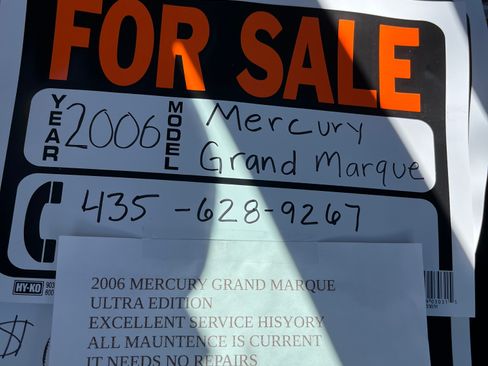 FOR SALE
YEAR 2006 MODEL Mercury
Grand Marque
435-628-9267
HY-KO
2006 MERCURY GRAND MARQUE
ULTRA EDITION
EXCELLENT SERVICE HISYORY
ALL MAUNTENCE IS CURRENT
$
IT NEEDS NO REPAIRS